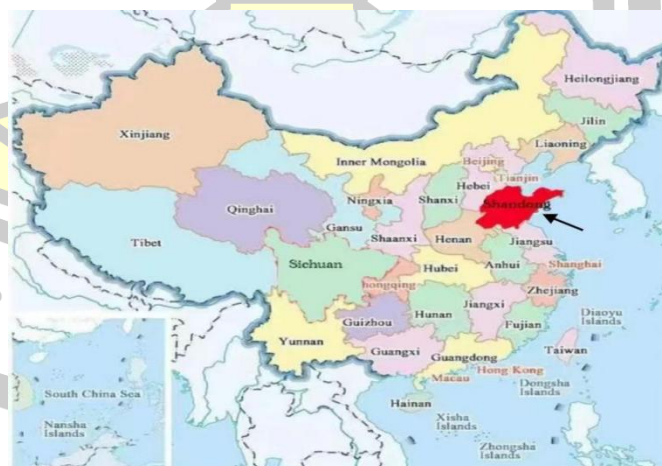 Heilongjiang
Jilin
Xinjiang
Liaoning
Inner Mongolia
Beijing
Tianjin
Hebei
Ningxia
Shanxi
Shandong
Qinghai
Gansu
Shaanxi
Henan
Jiangsu
Tibet
Sichuan
Hubei
Anhui
Shanghai
hongqing
Zhejiang
Hunan
Jiangxi
Guizhou
Fujian
Diaoyu
Islands
Yunnan
Guangxi
Guangdong
Taiwan
Hong Kong
Macau
Dongsha
Islands
South China Sea
Hainan
Xisha
Islands
Nansha
Islands
Zhongsha
Islands